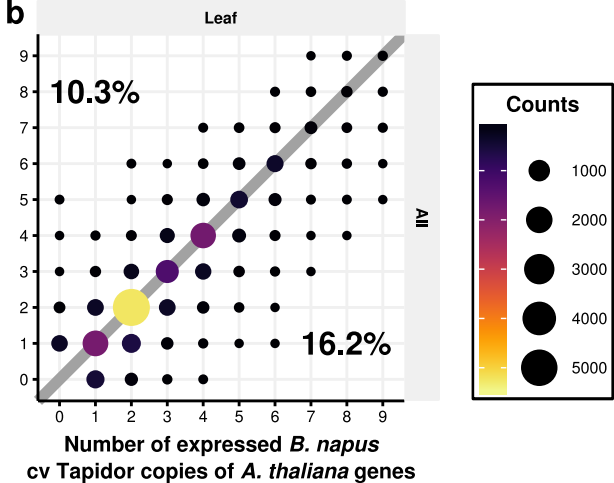 b
Leaf
9
8
7
6
5
4
3
2
1
0
10.3%
16.2%
All
0 1 2 3 4 5 6 7 8 9
Number of expressed B. napus
cv Tapidor copies of A. thaliana genes
Counts
1000
2000
3000
4000
5000